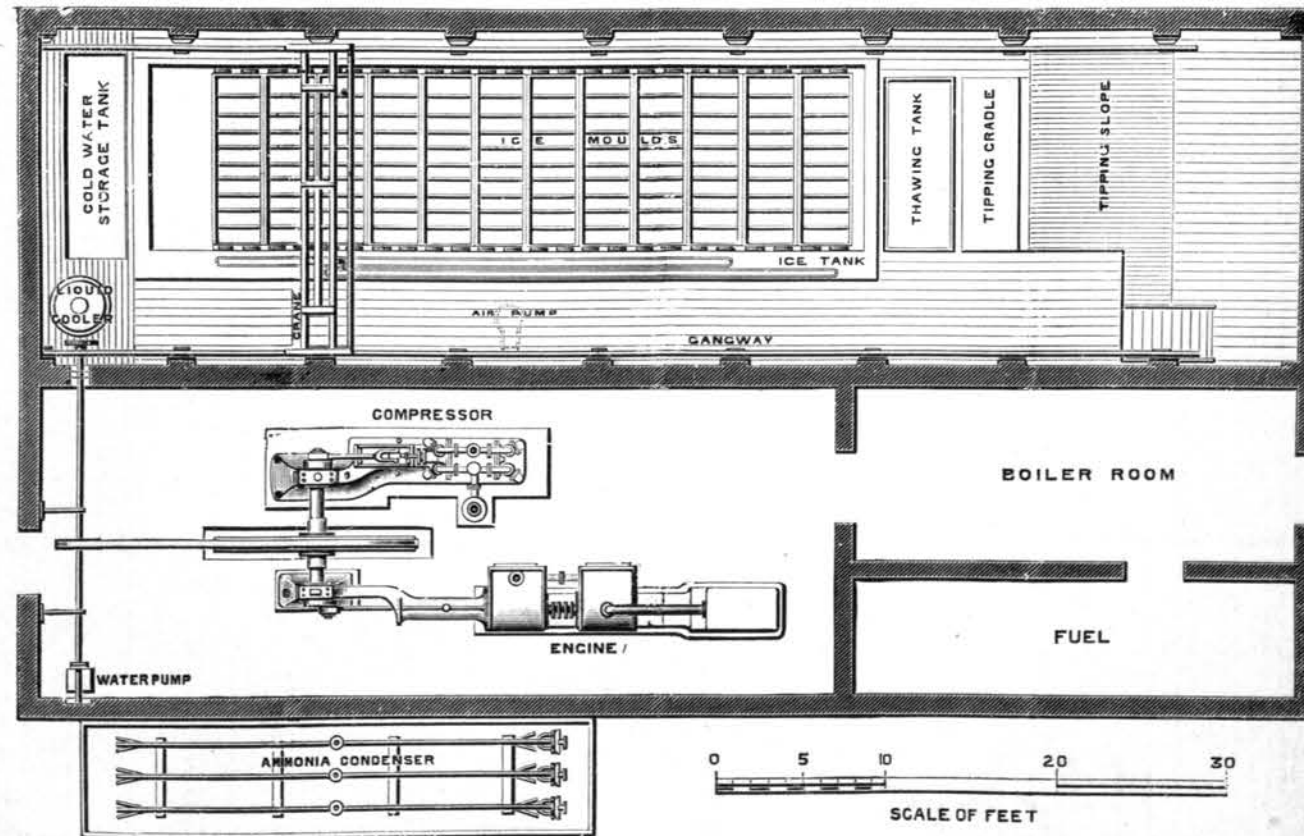 COLD WATER
STORAGE TANK
ICE MOULDS
THAWING TANK
TIPPING CRADLE
TIPPING SLOPE
ICE TANK
LIQUID
COOLER
CRANE
AIR PUMP
GANGWAY
COMPRESSOR
BOILER ROOM
ENGINE
FUEL
WATER PUMP
AMMONIA CONDENSER
0 5 10 20 30
SCALE OF FEET